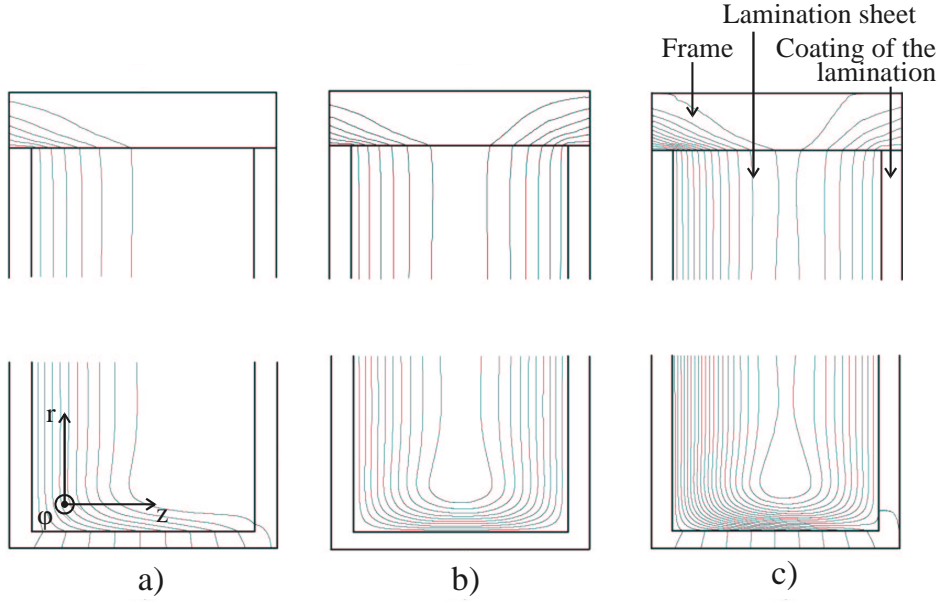 Lamination sheet
Frame
Coating of the
lamination
r
φ
z
a)
b)
c)